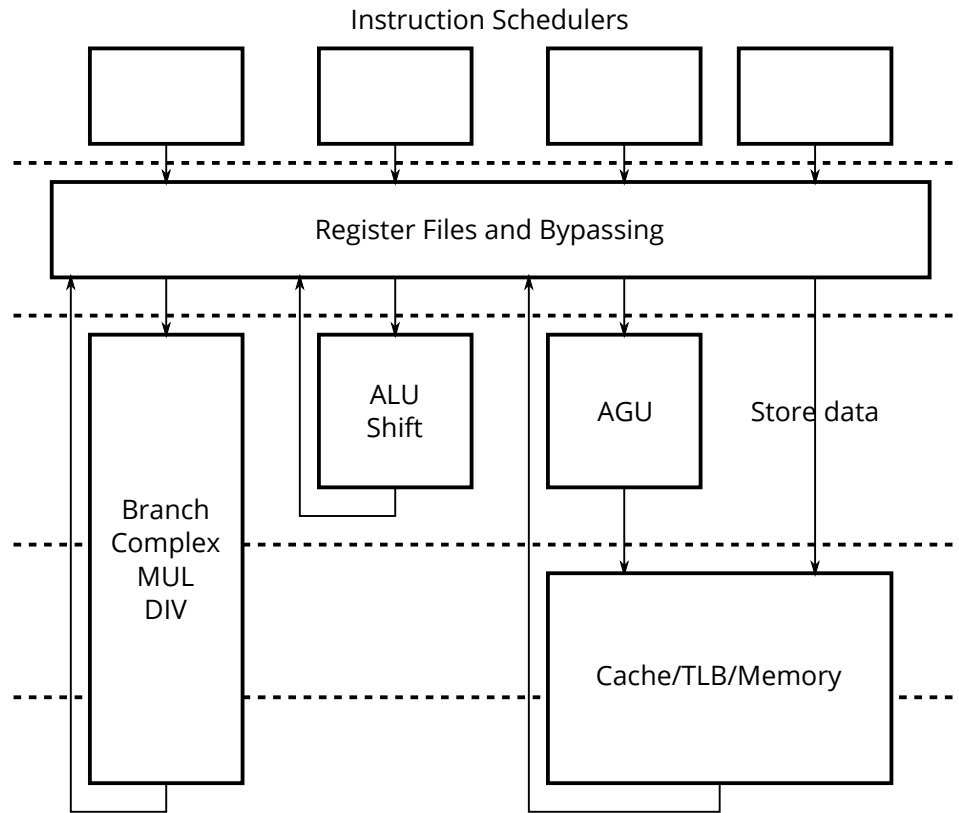 Instruction Schedulers
Register Files and Bypassing
ALU
Shift
AGU
Store data
Branch
Complex
MUL
DIV
Cache/TLB/Memory